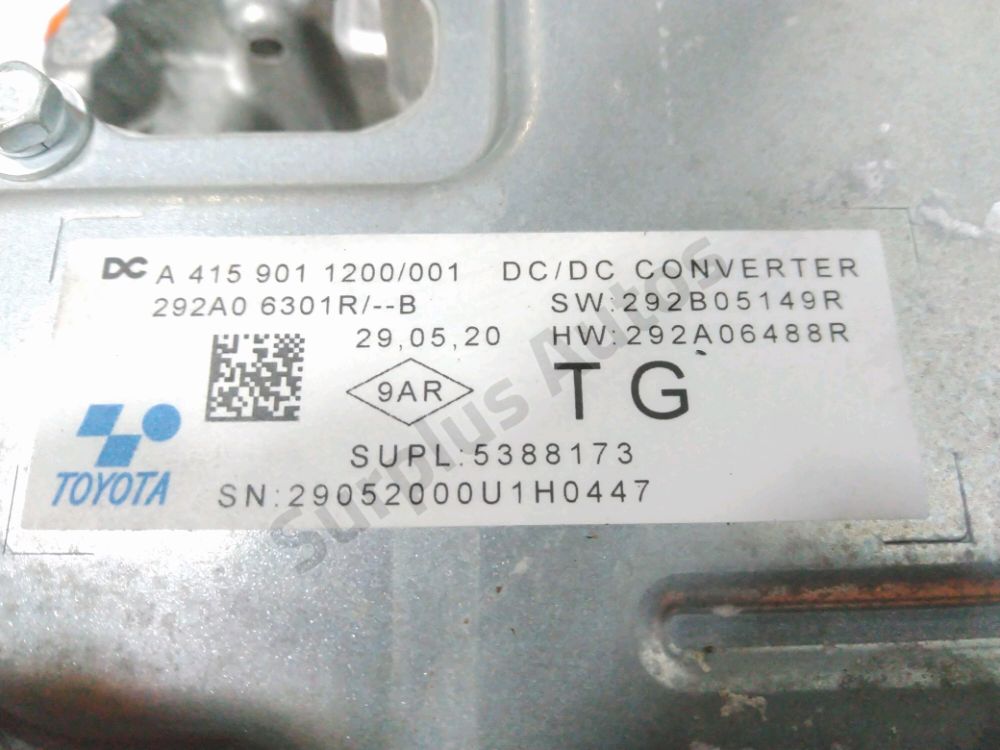 DC A 415 901 1200/001 DC/DC CONVERTER
292A0 6301R/--B SW:292B05149R
29,05,20 HW:292A06488R
9AR TG
SUPL:5388173
TOYOTA SN:29052000U1H0447
Surplus Autos